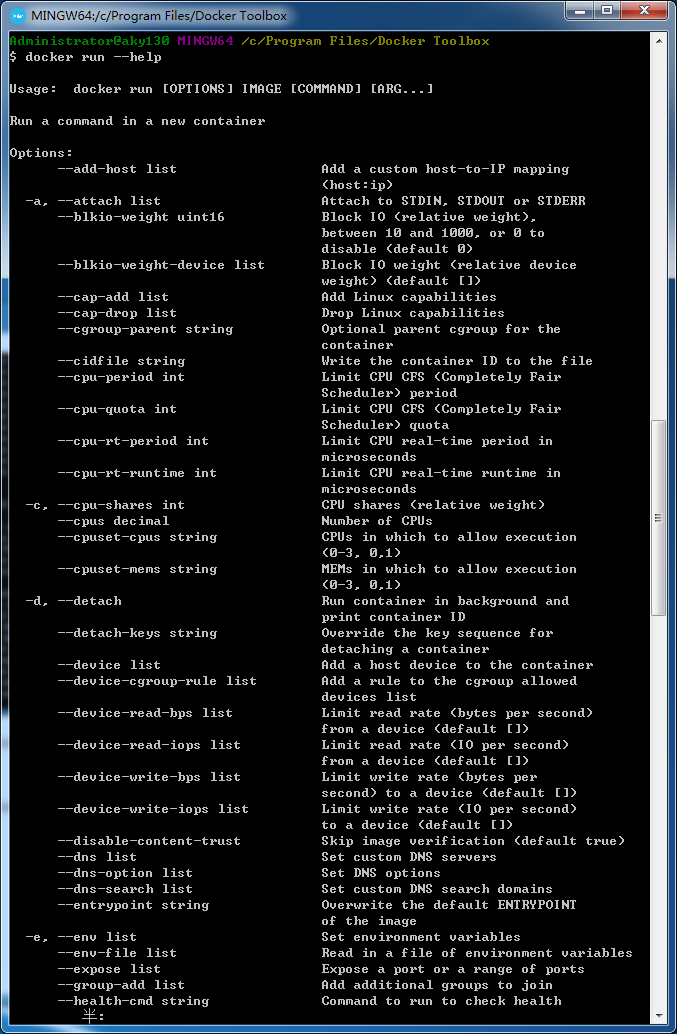 MINGW64:/c/Program Files/Docker Toolbox
Administrator@aky130 MINGW64 /c/Program Files/Docker Toolbox
$ docker run --help
Usage:  docker run [OPTIONS] IMAGE [COMMAND] [ARG...]
Run a command in a new container
Options:
      --add-host list                  Add a custom host-to-IP mapping
                                       (host:ip)
  -a, --attach list                    Attach to STDIN, STDOUT or STDERR
      --blkio-weight uint16            Block IO (relative weight),
                                       between 10 and 1000, or 0 to
                                       disable (default 0)
      --blkio-weight-device list       Block IO weight (relative device
                                       weight) (default [])
      --cap-add list                   Add Linux capabilities
      --cap-drop list                  Drop Linux capabilities
      --cgroup-parent string           Optional parent cgroup for the
                                       container
      --cidfile string                 Write the container ID to the file
      --cpu-period int                 Limit CPU CFS (Completely Fair
                                       Scheduler) period
      --cpu-quota int                  Limit CPU CFS (Completely Fair
                                       Scheduler) quota
      --cpu-rt-period int              Limit CPU real-time period in
                                       microseconds
      --cpu-rt-runtime int             Limit CPU real-time runtime in
                                       microseconds
  -c, --cpu-shares int                 CPU shares (relative weight)
      --cpus decimal                   Number of CPUs
      --cpuset-cpus string             CPUs in which to allow execution
                                       (0-3, 0,1)
      --cpuset-mems string             MEMs in which to allow execution
                                       (0-3, 0,1)
  -d, --detach                         Run container in background and
                                       print container ID
      --detach-keys string             Override the key sequence for
                                       detaching a container
      --device list                    Add a host device to the container
      --device-cgroup-rule list        Add a rule to the cgroup allowed
                                       devices list
      --device-read-bps list           Limit read rate (bytes per second)
                                       from a device (default [])
      --device-read-iops list          Limit read rate (IO per second)
                                       from a device (default [])
      --device-write-bps list          Limit write rate (bytes per
                                       second) to a device (default [])
      --device-write-iops list         Limit write rate (IO per second)
                                       to a device (default [])
      --disable-content-trust          Skip image verification (default true)
      --dns list                       Set custom DNS servers
      --dns-option list                Set DNS options
      --dns-search list                Set custom DNS search domains
      --entrypoint string              Overwrite the default ENTRYPOINT
                                       of the image
  -e, --env list                       Set environment variables
      --env-file list                  Read in a file of environment variables
      --expose list                    Expose a port or a range of ports
      --group-add list                 Add additional groups to join
      --health-cmd string              Command to run to check health
         半: